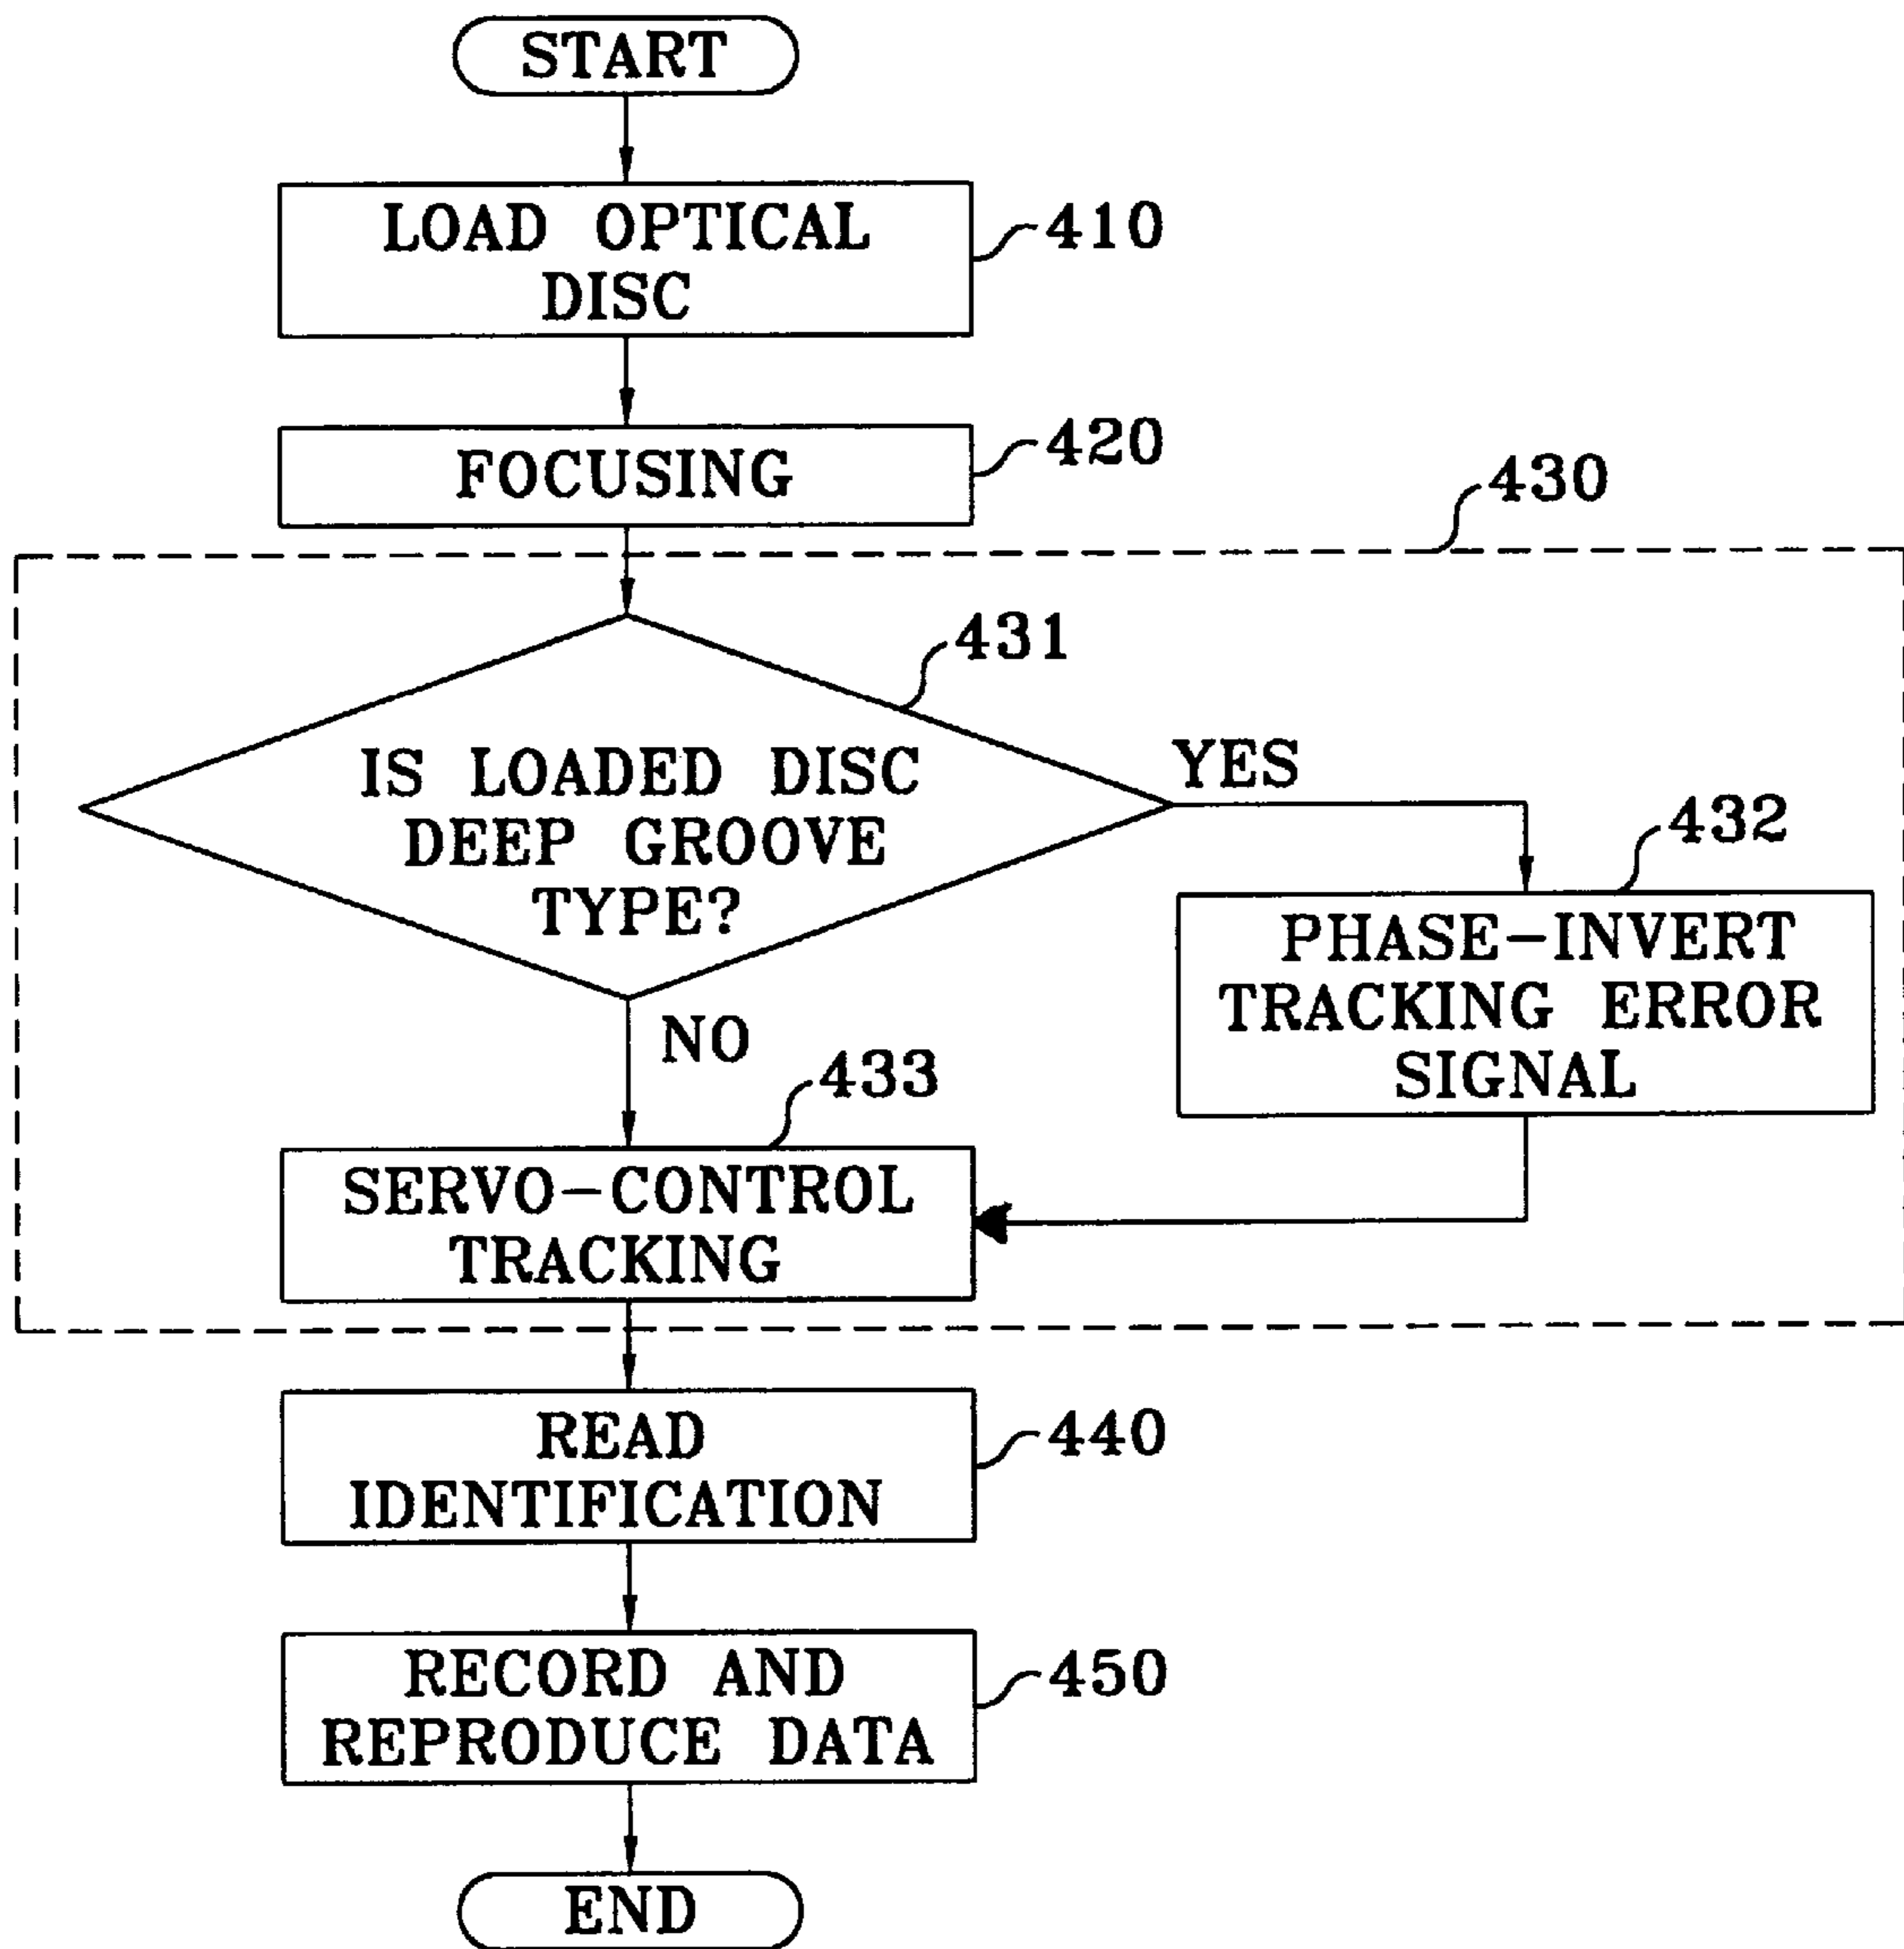 START
LOAD OPTICAL
DISC
410
FOCUSING
420
430
431
IS LOADED DISC
DEEP GROOVE
TYPE?
YES
432
PHASE-INVERT
TRACKING ERROR
SIGNAL
NO
433
SERVO-CONTROL
TRACKING
READ
IDENTIFICATION
440
RECORD AND
REPRODUCE DATA
450
END